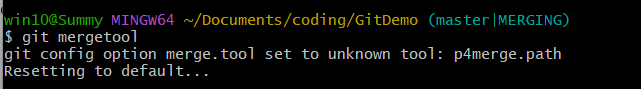 win10@Summy MINGW64 ~/Documents/coding/GitDemo (master|MERGING)
$ git mergetool
git config option merge.tool set to unknown tool: p4merge.path
Resetting to default...